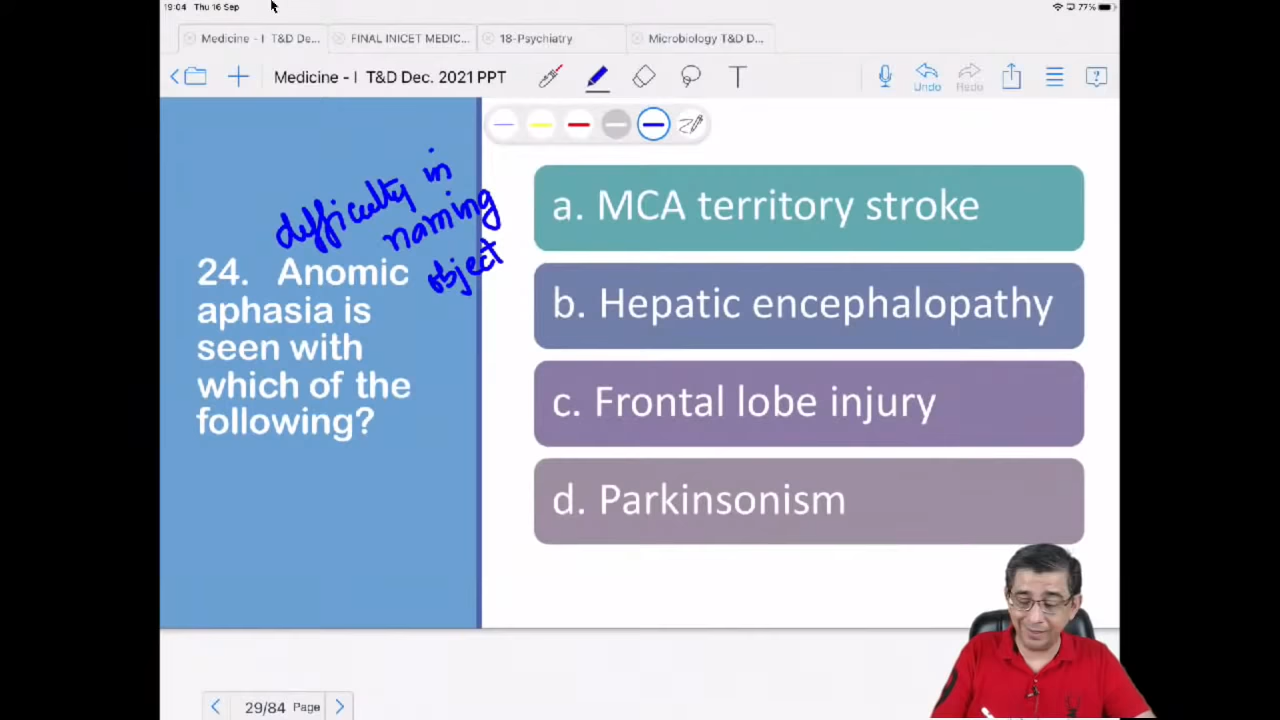 19:04 Thu 16 Sep
77%
Medicine - I T&D De...
FINAL INICET MEDIC...
18-Psychiatry
Microbiology T&D D...
Medicine - I T&D Dec. 2021 PPT
T
Undo
Redo
difficulty in
naming
object
24. Anomic
aphasia is
seen with
which of the
following?
a. MCA territory stroke
b. Hepatic encephalopathy
c. Frontal lobe injury
d. Parkinsonism
29/84 Page